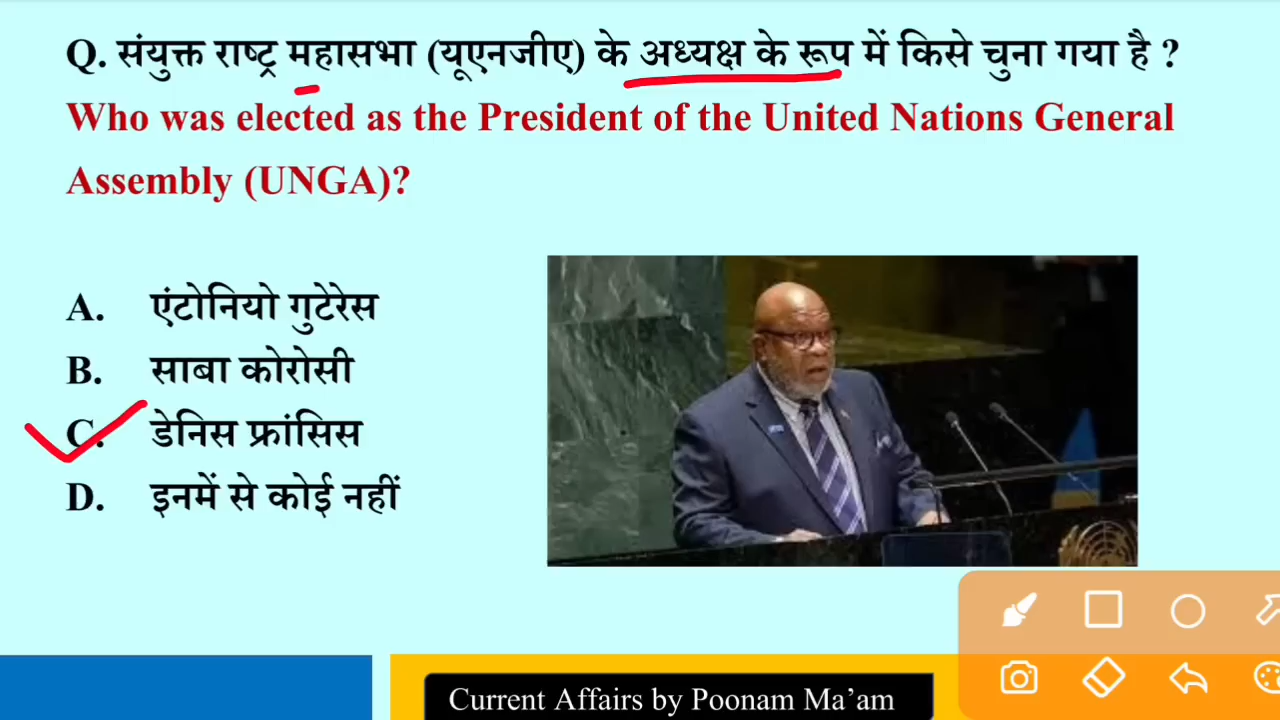 Q. संयुक्त राष्ट्र महासभा (यूएनजीए) के अध्यक्ष के रूप में किसे चुना गया है ?
Who was elected as the President of the United Nations General
Assembly (UNGA)?
A. एंटोनियो गुटेरेस
B. साबा कोरोसी
C. डेनिस फ्रांसिस
D. इनमें से कोई नहीं
Current Affairs by Poonam Ma’am